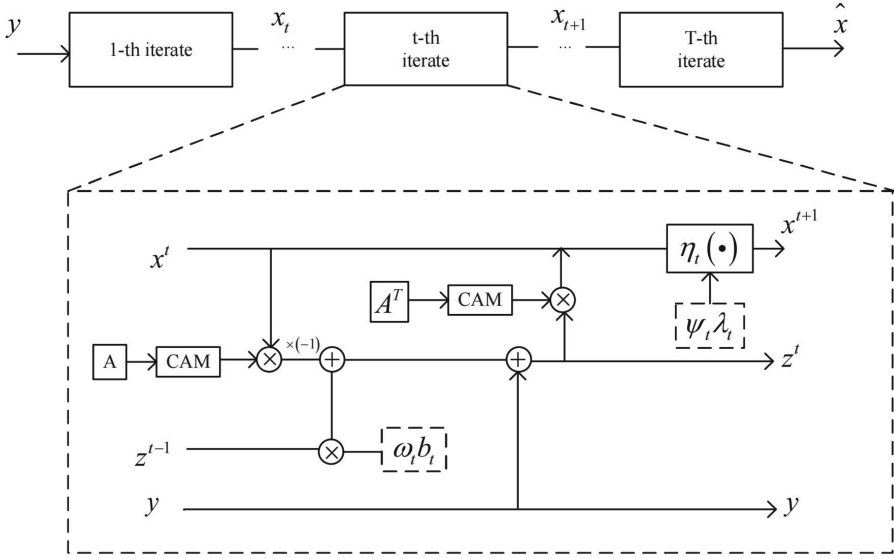 y
1-th iterate
x_t
...
t-th
iterate
x_{t+1}
...
T-th
iterate
x̂
x^t
η_t(•)
x^{t+1}
A^T
CAM
×
ψ_t λ_t
A
CAM
×
×(−1)
+
+
z^t
z^{t−1}
×
ω_t b_t
y
y